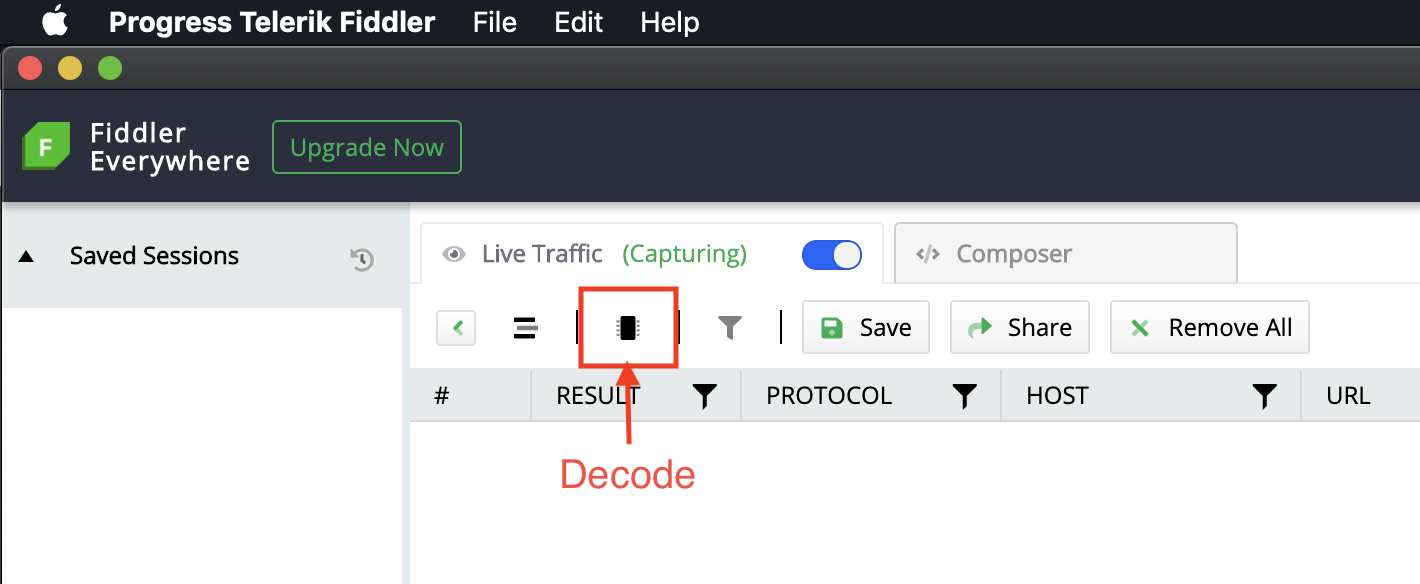 Progress Telerik Fiddler File Edit Help
F
Fiddler
Everywhere
Upgrade Now
Saved Sessions
Live Traffic (Capturing)
</> Composer
Save
Share
Remove All
# RESULT PROTOCOL HOST URL
Decode